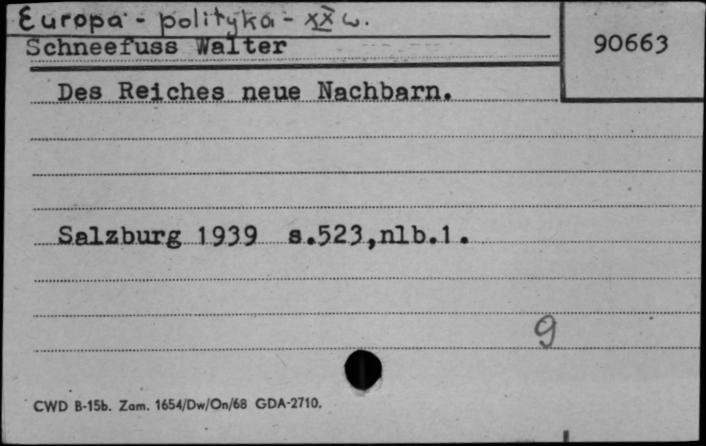 Europa - polityka - XX w.
Schneefuss Walter
90663
Des Reiches neue Nachbarn.
Salzburg 1939 s.523,nlb.1.
9
CWD B-15b. Zam. 1654/Dw/On/68 GDA-2710.